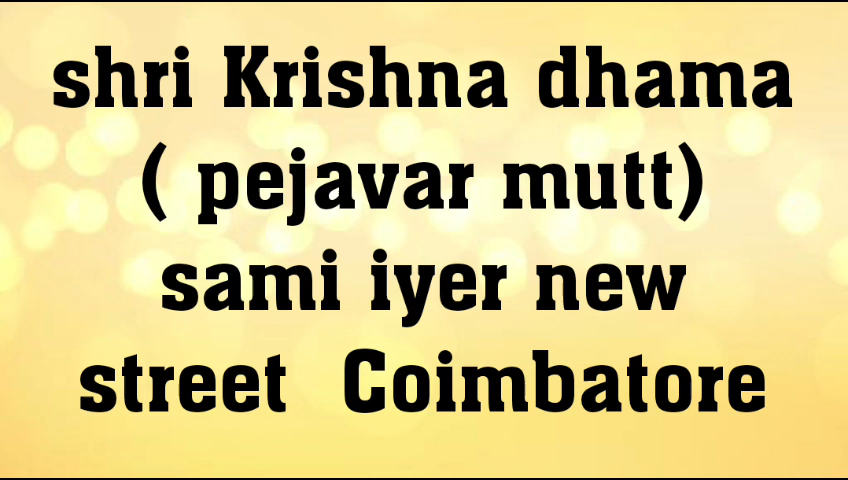 shri Krishna dhama
( pejavar mutt)
sami iyer new
street Coimbatore